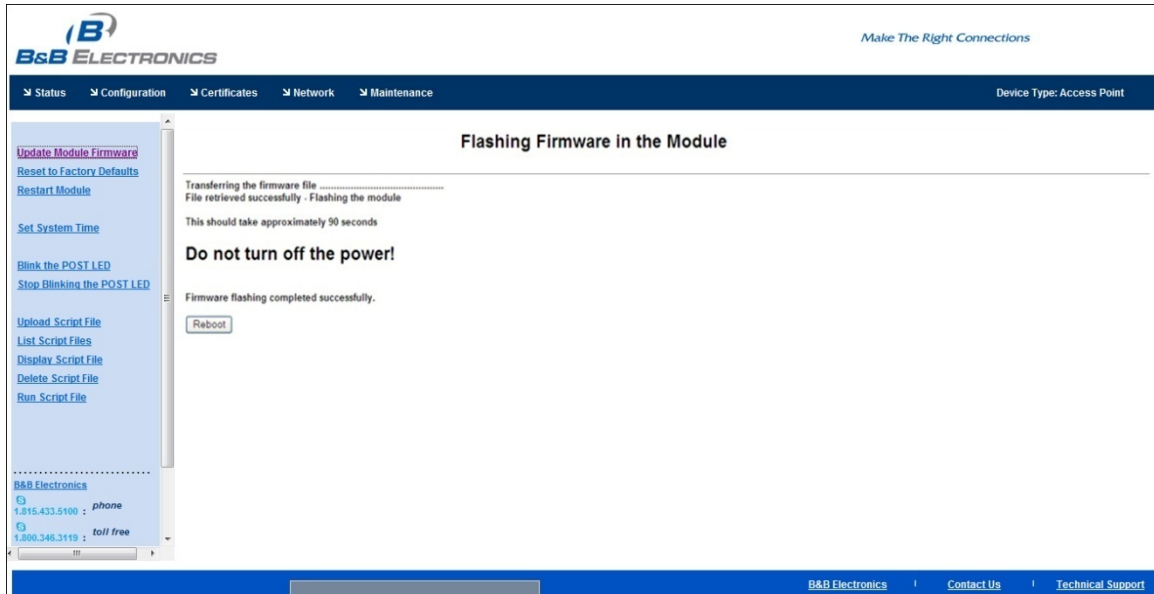 B
B&B ELECTRONICS
Make The Right Connections
Status Configuration Certificates Network Maintenance Device Type: Access Point
Update Module Firmware
Reset to Factory Defaults
Restart Module
Set System Time
Blink the POST LED
Stop Blinking the POST LED
Upload Script File
List Script Files
Display Script File
Delete Script File
Run Script File
B&B Electronics
1.815.433.5100 : phone
1.800.346.3119 : toll free
Flashing Firmware in the Module
Transferring the firmware file .............................................
File retrieved successfully - Flashing the module
This should take approximately 90 seconds
Do not turn off the power!
Firmware flashing completed successfully.
Reboot
B&B Electronics | Contact Us | Technical Support